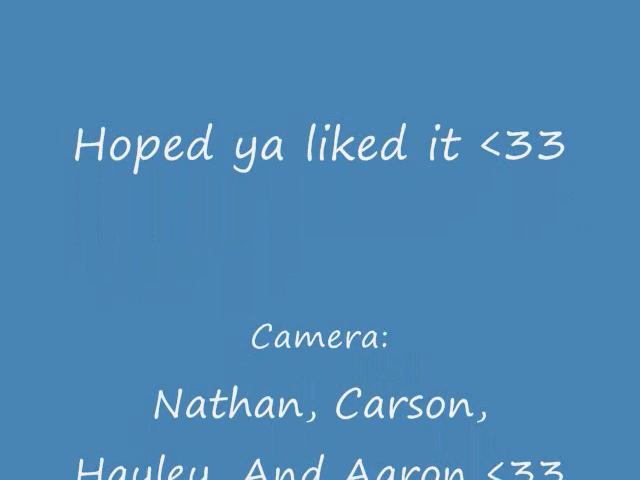 Hoped ya liked it <33
Camera:
Nathan, Carson,
Hayley, And Aaron <33